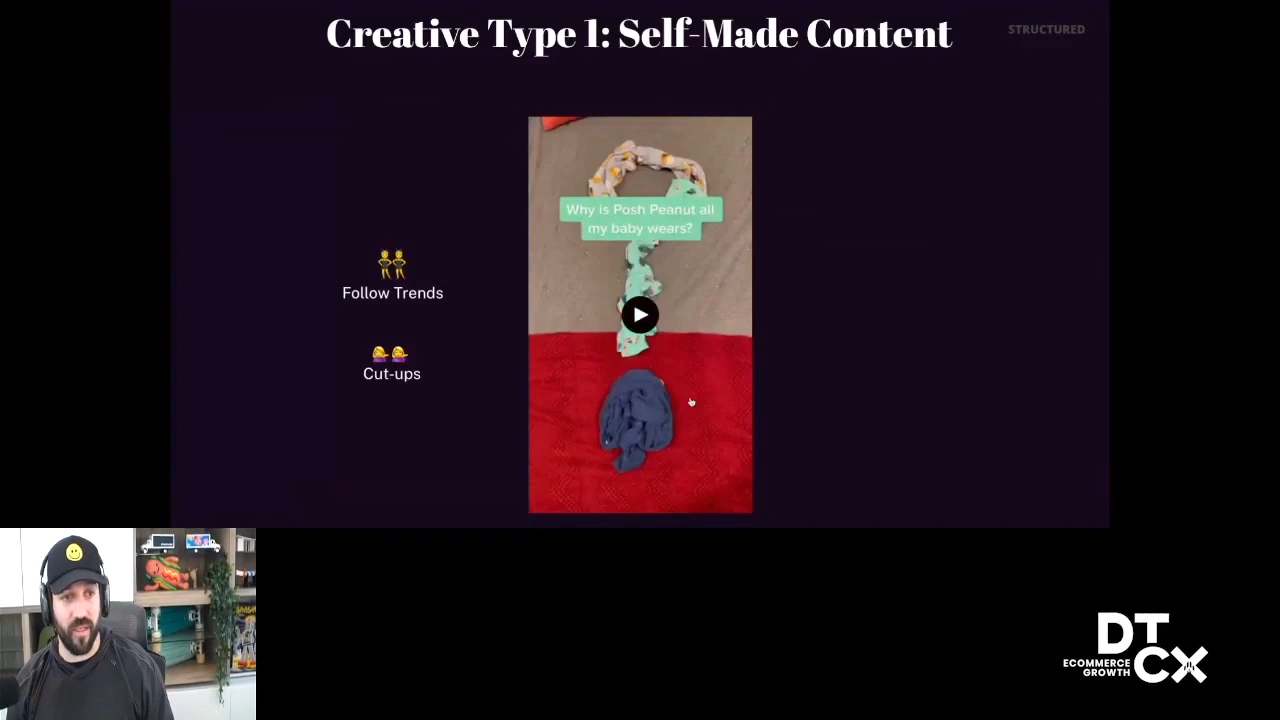 Creative Type 1: Self-Made Content
STRUCTURED
Why is Posh Peanut all
my baby wears?
Follow Trends
Cut-ups
DT
CX
ECOMMERCE
GROWTH